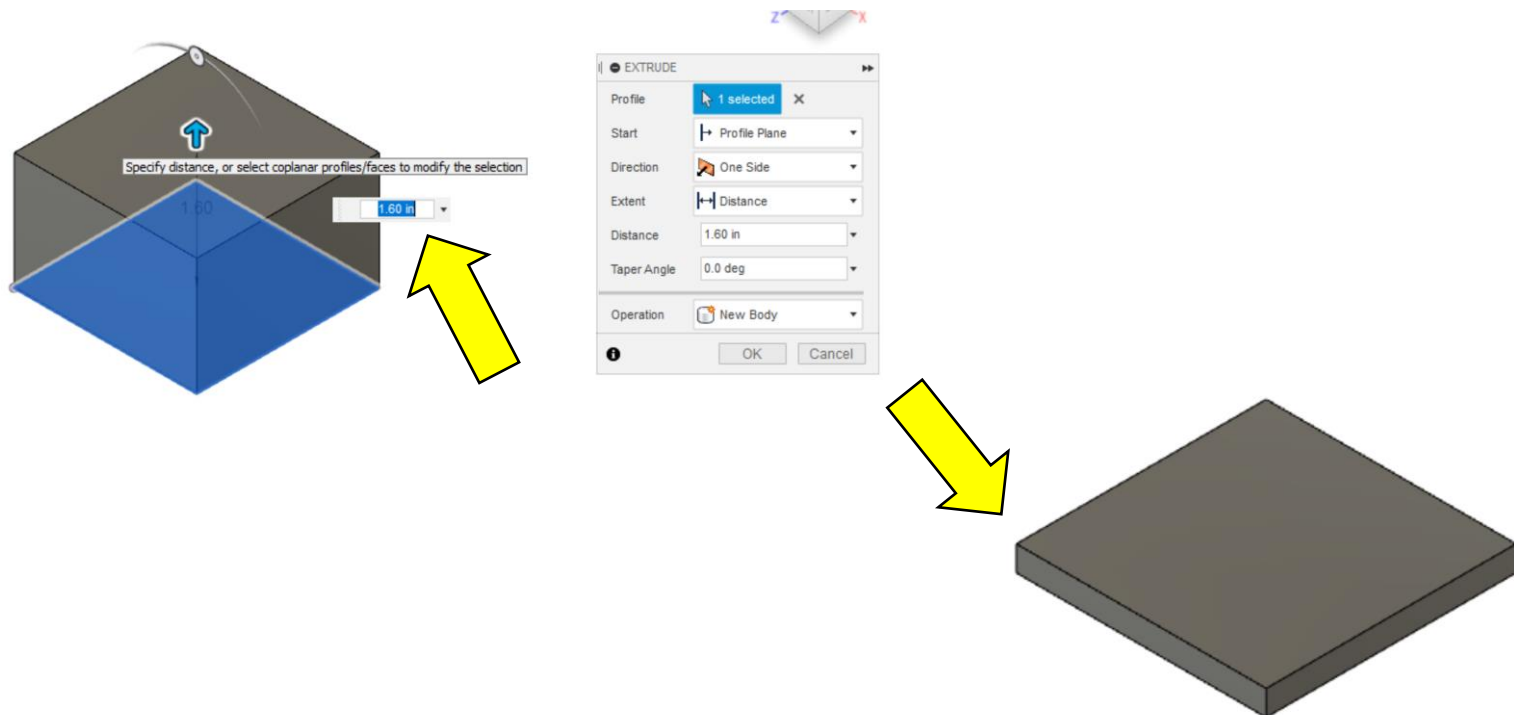 Z
X
EXTRUDE
Profile
1 selected
Start
Profile Plane
Direction
One Side
Extent
Distance
Distance
1.60 in
Taper Angle
0.0 deg
Operation
New Body
OK
Cancel
Specify distance, or select coplanar profiles/faces to modify the selection
1.60
1.60 in